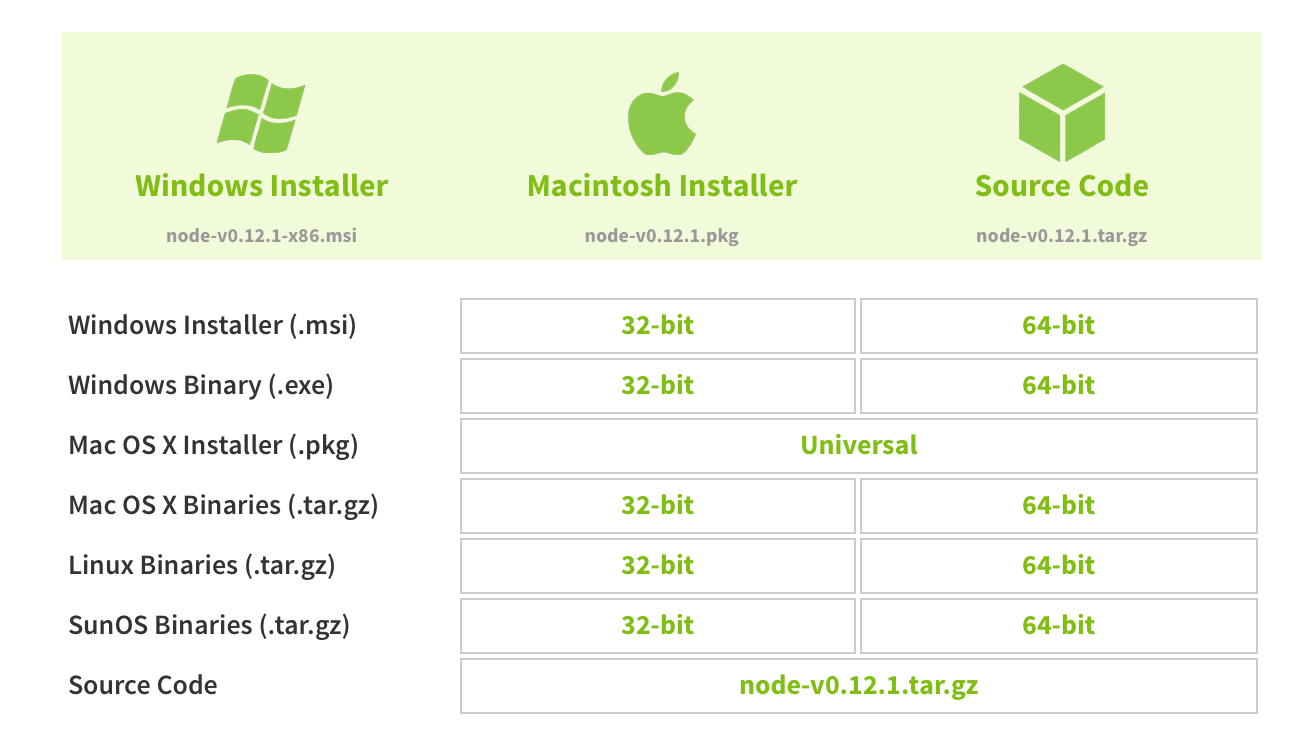 Windows Installer
Macintosh Installer
Source Code
node-v0.12.1-x86.msi
node-v0.12.1.pkg
node-v0.12.1.tar.gz
Windows Installer (.msi) 32-bit 64-bit
Windows Binary (.exe) 32-bit 64-bit
Mac OS X Installer (.pkg) Universal
Mac OS X Binaries (.tar.gz) 32-bit 64-bit
Linux Binaries (.tar.gz) 32-bit 64-bit
SunOS Binaries (.tar.gz) 32-bit 64-bit
Source Code node-v0.12.1.tar.gz